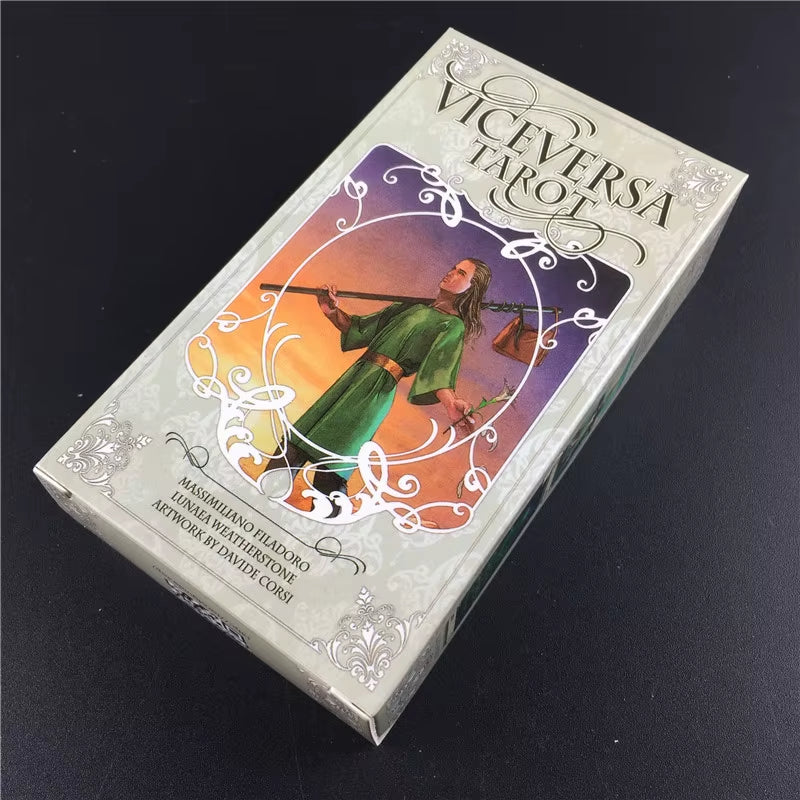 VICEVERSA
TAROT
MASSIMILIANO FILADORO
LUNAEA WEATHERSTONE
ARTWORK BY DAVIDE CORSI